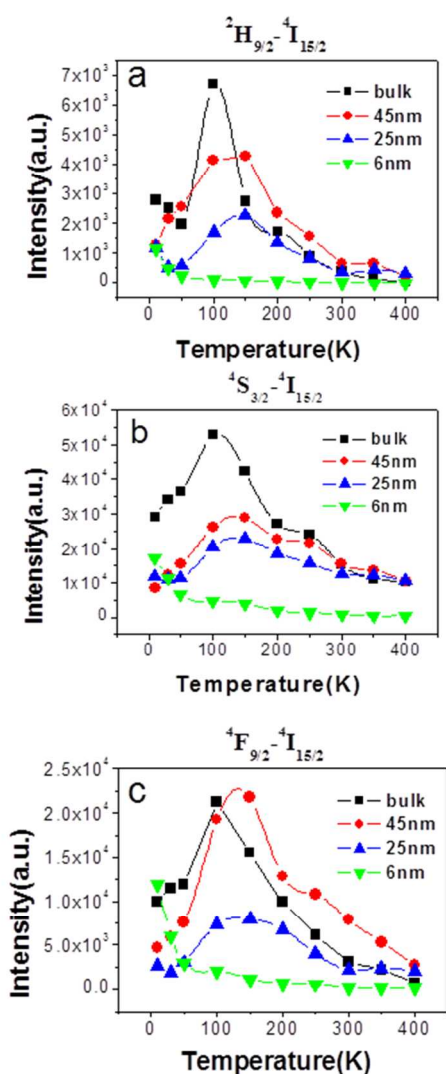 ²H₉/₂-⁴I₁₅/₂
a
7x10³
6x10³
5x10³
4x10³
3x10³
2x10³
1x10³
0
Intensity(a.u.)
bulk
45nm
25nm
6nm
0 100 200 300 400
Temperature(K)
⁴S₃/₂-⁴I₁₅/₂
b
6x10⁴
5x10⁴
4x10⁴
3x10⁴
2x10⁴
1x10⁴
0
Intensity(a.u.)
bulk
45nm
25nm
6nm
0 100 200 300 400
Temperature(K)
⁴F₉/₂-⁴I₁₅/₂
c
2.5x10⁴
2.0x10⁴
1.5x10⁴
1.0x10⁴
5.0x10³
0.0
Intensity(a.u.)
bulk
45nm
25nm
6nm
0 100 200 300 400
Temperature(K)